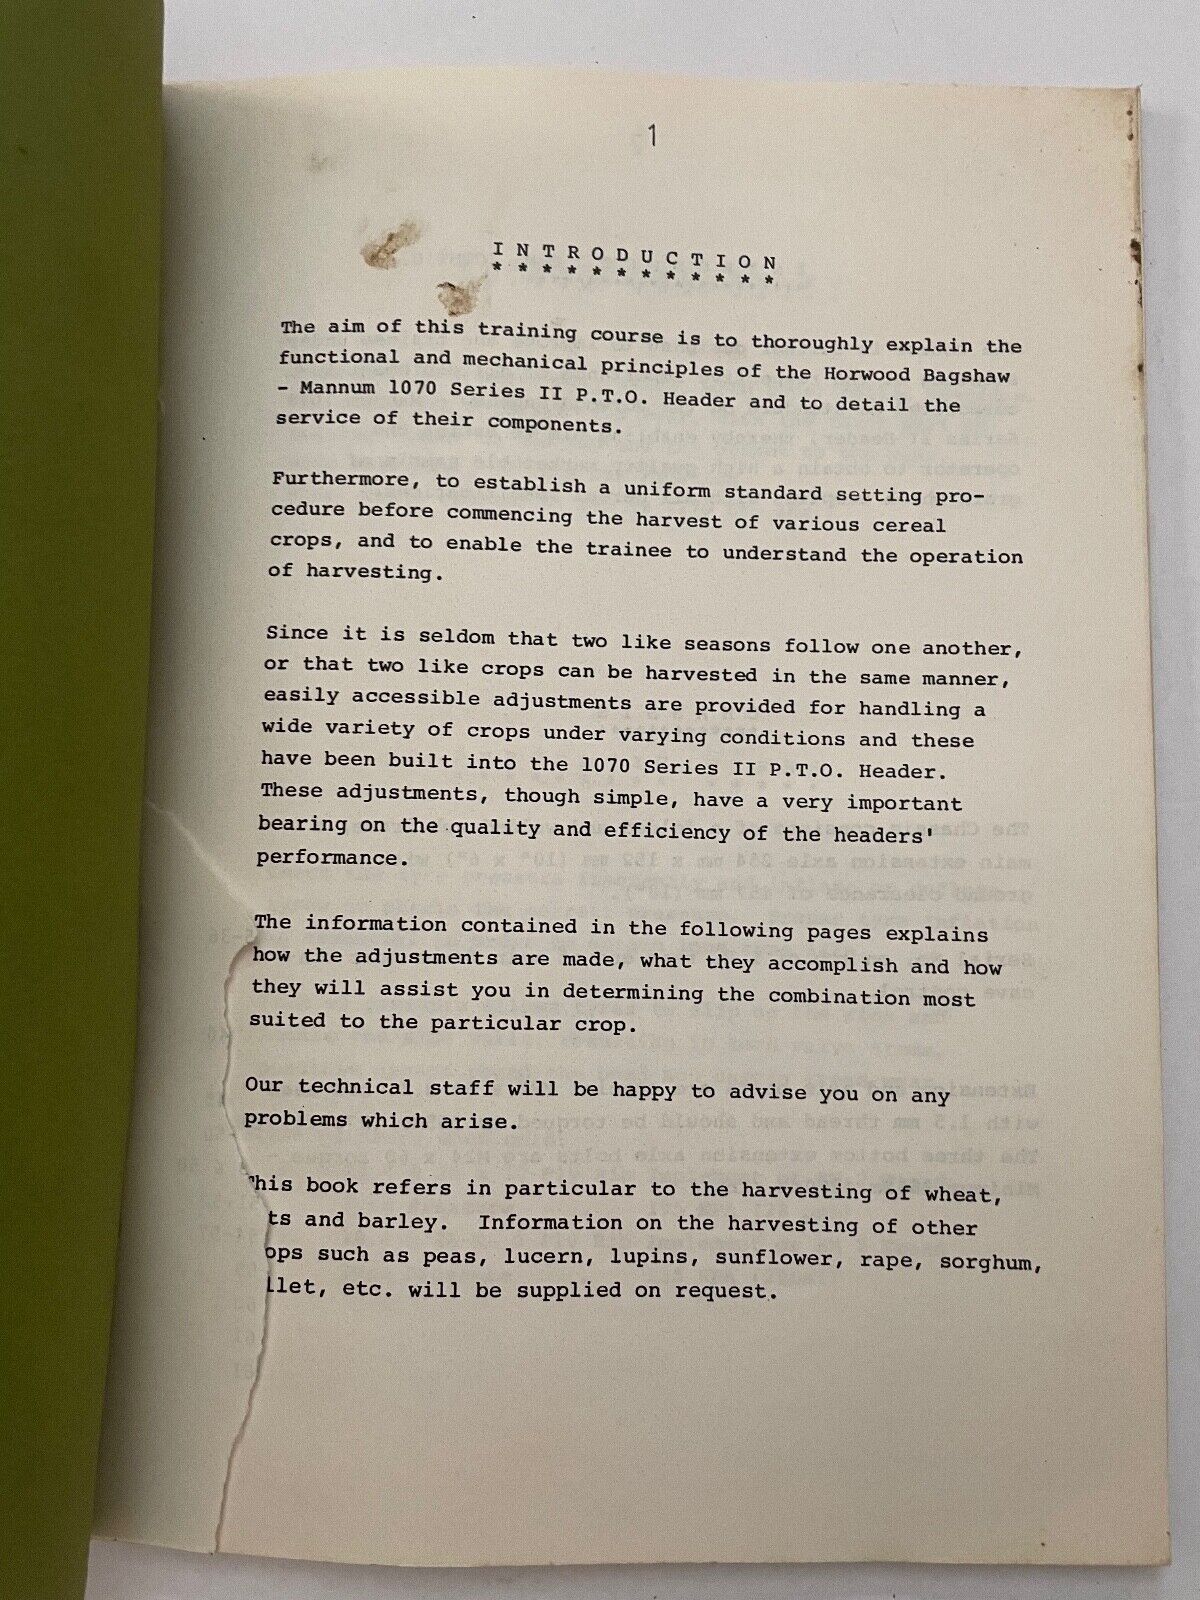 1
INTRODUCTION
* * * * * * * * * * * *
The aim of this training course is to thoroughly explain the
functional and mechanical principles of the Horwood Bagshaw
- Mannum 1070 Series II P.T.O. Header and to detail the
service of their components.
Furthermore, to establish a uniform standard setting pro-
cedure before commencing the harvest of various cereal
crops, and to enable the trainee to understand the operation
of harvesting.
Since it is seldom that two like seasons follow one another,
or that two like crops can be harvested in the same manner,
easily accessible adjustments are provided for handling a
wide variety of crops under varying conditions and these
have been built into the 1070 Series II P.T.O. Header.
These adjustments, though simple, have a very important
bearing on the quality and efficiency of the headers'
performance.
The information contained in the following pages explains
how the adjustments are made, what they accomplish and how
they will assist you in determining the combination most
suited to the particular crop.
Our technical staff will be happy to advise you on any
problems which arise.
This book refers in particular to the harvesting of wheat,
ts and barley. Information on the harvesting of other
ops such as peas, lucern, lupins, sunflower, rape, sorghum,
llet, etc. will be supplied on request.